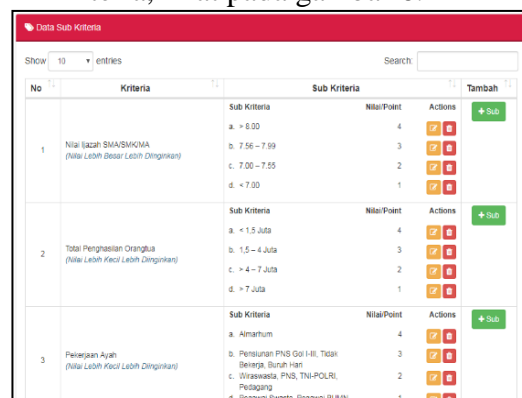 Data Sub Kriteria
Show 10 entries Search:
No Kriteria Sub Kriteria Tambah
Sub Kriteria Nilai/Point Actions + Sub
1 Nilai Ijazah SMA/SMK/MA
(Nilai Lebih Besar Lebih Diinginkan)
a. > 8.00 4
b. 7.56 – 7.99 3
c. 7.00 – 7.55 2
d. < 7.00 1
Sub Kriteria Nilai/Point Actions + Sub
2 Total Penghasilan Orangtua
(Nilai Lebih Kecil Lebih Diinginkan)
a. < 1,5 Juta 4
b. 1,5 – 4 Juta 3
c. > 4 – 7 Juta 2
d. > 7 Juta 1
Sub Kriteria Nilai/Point Actions + Sub
3 Pekerjaan Ayah
(Nilai Lebih Kecil Lebih Diinginkan)
a. Almarhum 4
b. Pensiunan PNS Gol I-III, Tidak 3
Bekerja, Buruh Hari
c. Wiraswasta, PNS, TNI-POLRI, 2
Pedagang